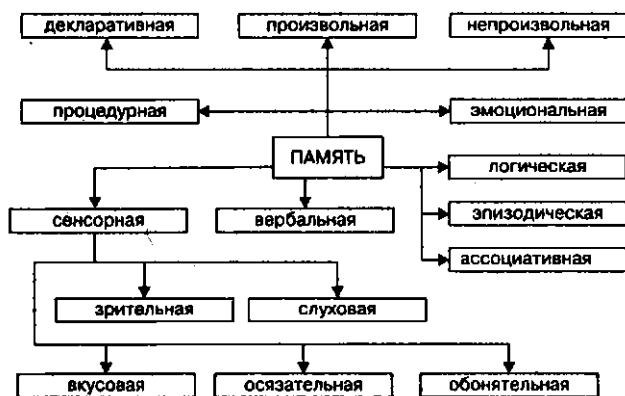 декларативная
произвольная
непроизвольная
процедурная
эмоциональная
ПАМЯТЬ
логическая
сенсорная
вербальная
эпизодическая
ассоциативная
зрительная
слуховая
вкусовая
осязательная
обонятельная